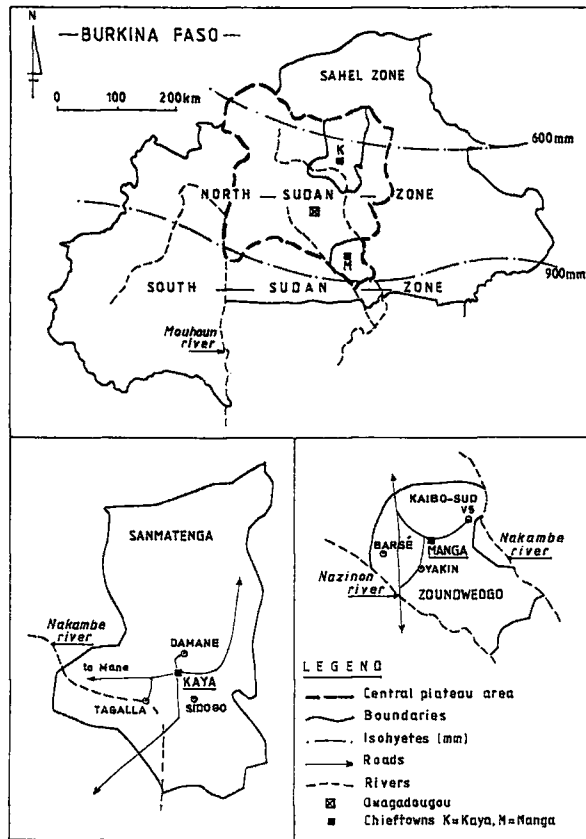 N
—BURKINA FASO—
SAHEL ZONE
0 100 200km
600mm
K
NORTH — SUDAN — ZONE
M
900mm
SOUTH — SUDAN — ZONE
Mouhoun
river
SANMATENGA
Nakambe
river
DAMANE
to Mane
KAYA
TAGALLA
SIDOGO
KAIBO-SUD
V5
BARSÉ
MANGA
Nakambe
river
YAKIN
Nazinon
river
ZOUNDWEOGO
LEGEND
Central plateau area
Boundaries
Isohyetes (mm)
Roads
Rivers
Owagadougou
Chieftowns K=Kaya, M=Manga